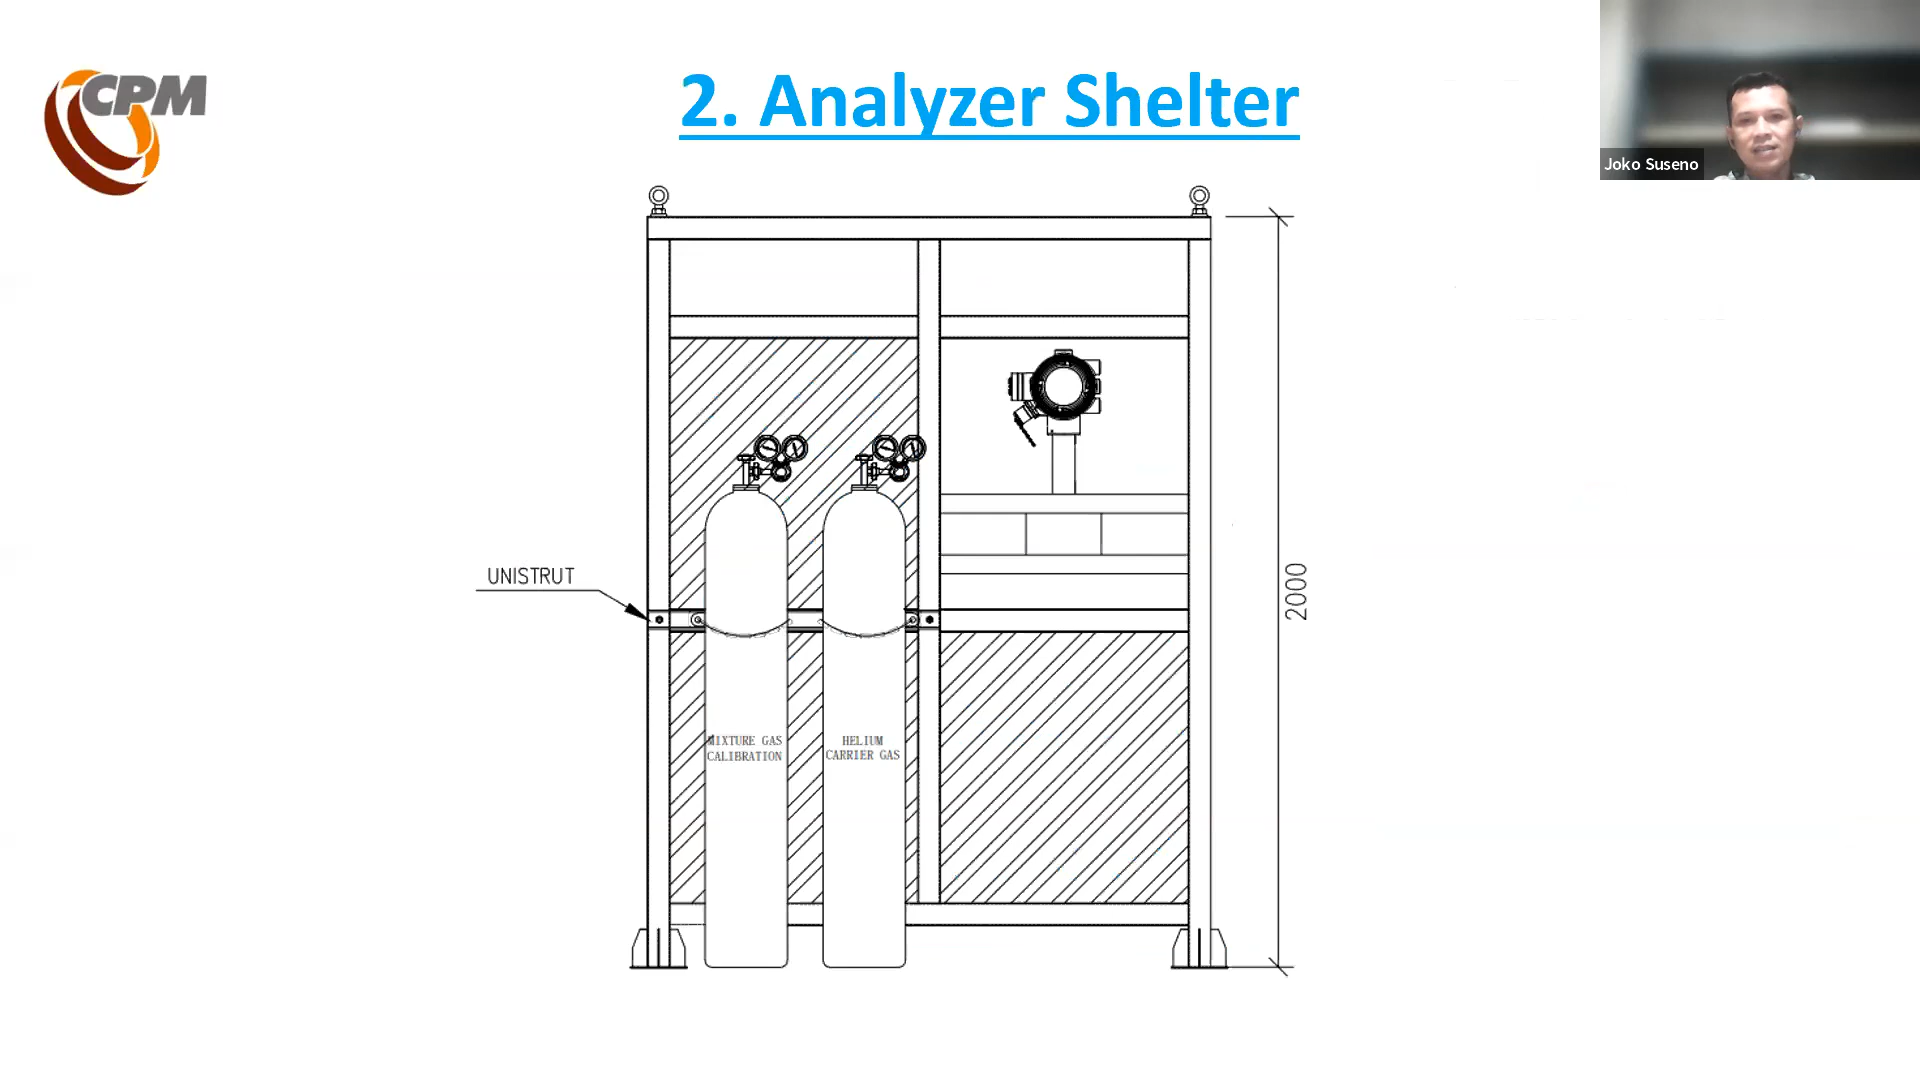 CPM
2. Analyzer Shelter
Joko Suseno
UNISTRUT
2000
MIXTURE GAS
CALIBRATION
HELIUM
CARRIER GAS